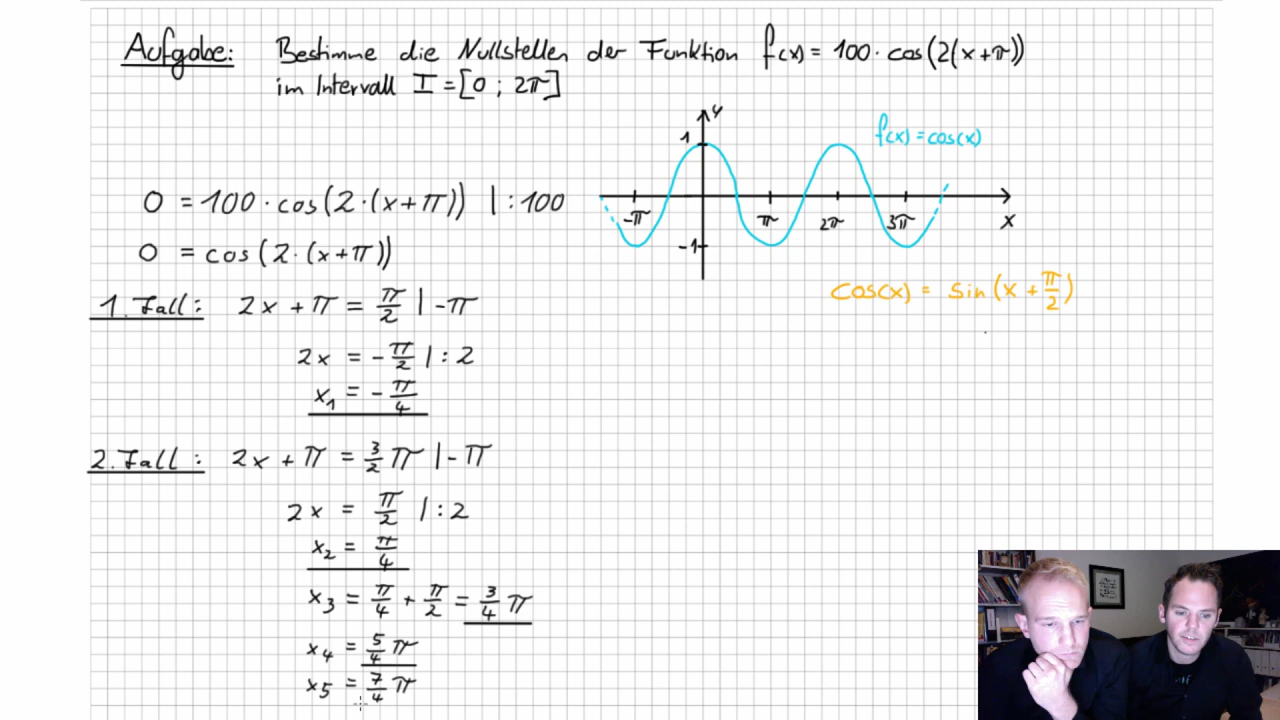 Aufgabe: Bestimme die Nullstellen der Funktion f(x) = 100 · cos(2(x+π))
im Intervall I = [0 ; 2π]
y
1
f(x) = cos(x)
-π π 2π 3π x
-1
cos(x) = sin(x + π/2)
0 = 100 · cos(2 · (x+π)) | : 100
0 = cos(2 · (x+π))
1. Fall: 2x + π = π/2 | -π
2x = -π/2 | : 2
x₁ = -π/4
2. Fall: 2x + π = 3/2 π | -π
2x = π/2 | : 2
x₂ = π/4
x₃ = π/4 + π/2 = 3/4 π
x₄ = 5/4 π
x₅ = 7/4 π